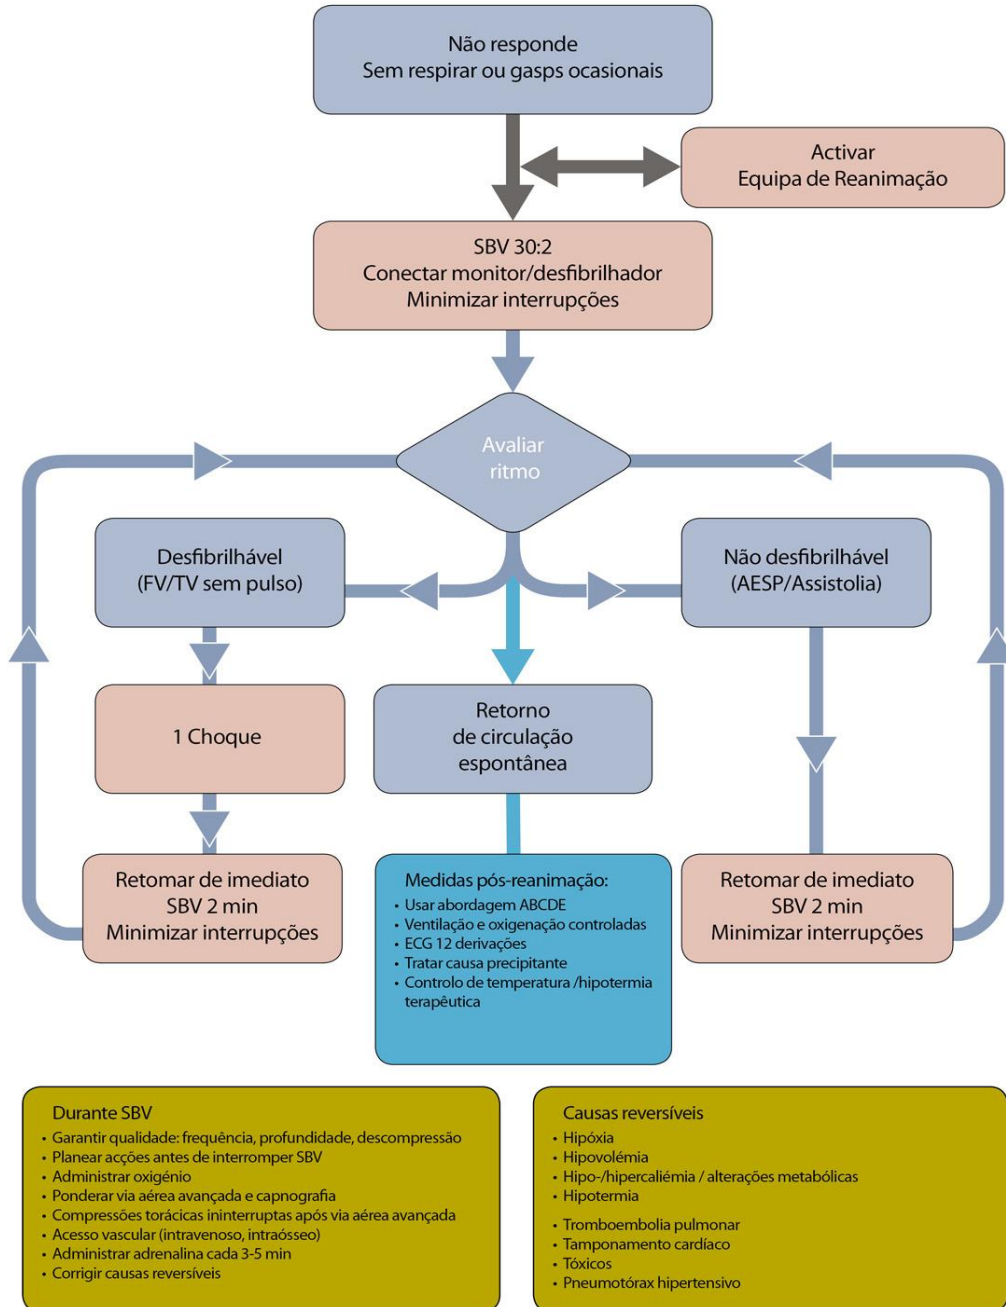 Não responde
Sem respirar ou gasps ocasionais
Activar
Equipa de Reanimação
SBV 30:2
Conectar monitor/desfibrilhador
Minimizar interrupções
Avaliar
ritmo
Desfibrilhável
(FV/TV sem pulso)
Não desfibrilhável
(AESP/Assistolia)
1 Choque
Retorno
de circulação
espontânea
Retomar de imediato
SBV 2 min
Minimizar interrupções
Medidas pós-reanimação:
• Usar abordagem ABCDE
• Ventilação e oxigenação controladas
• ECG 12 derivações
• Tratar causa precipitante
• Controlo de temperatura /hipotermia
terapêutica
Retomar de imediato
SBV 2 min
Minimizar interrupções
Durante SBV
• Garantir qualidade: frequência, profundidade, descompressão
• Planear acções antes de interromper SBV
• Administrar oxigénio
• Ponderar via aérea avançada e capnografia
• Compressões torácicas ininterruptas após via aérea avançada
• Acesso vascular (intravenoso, intraósseo)
• Administrar adrenalina cada 3-5 min
• Corrigir causas reversíveis
Causas reversíveis
• Hipóxia
• Hipovolémia
• Hipo-/hipercaliémia / alterações metabólicas
• Hipotermia
• Tromboembolia pulmonar
• Tamponamento cardíaco
• Tóxicos
• Pneumotórax hipertensivo